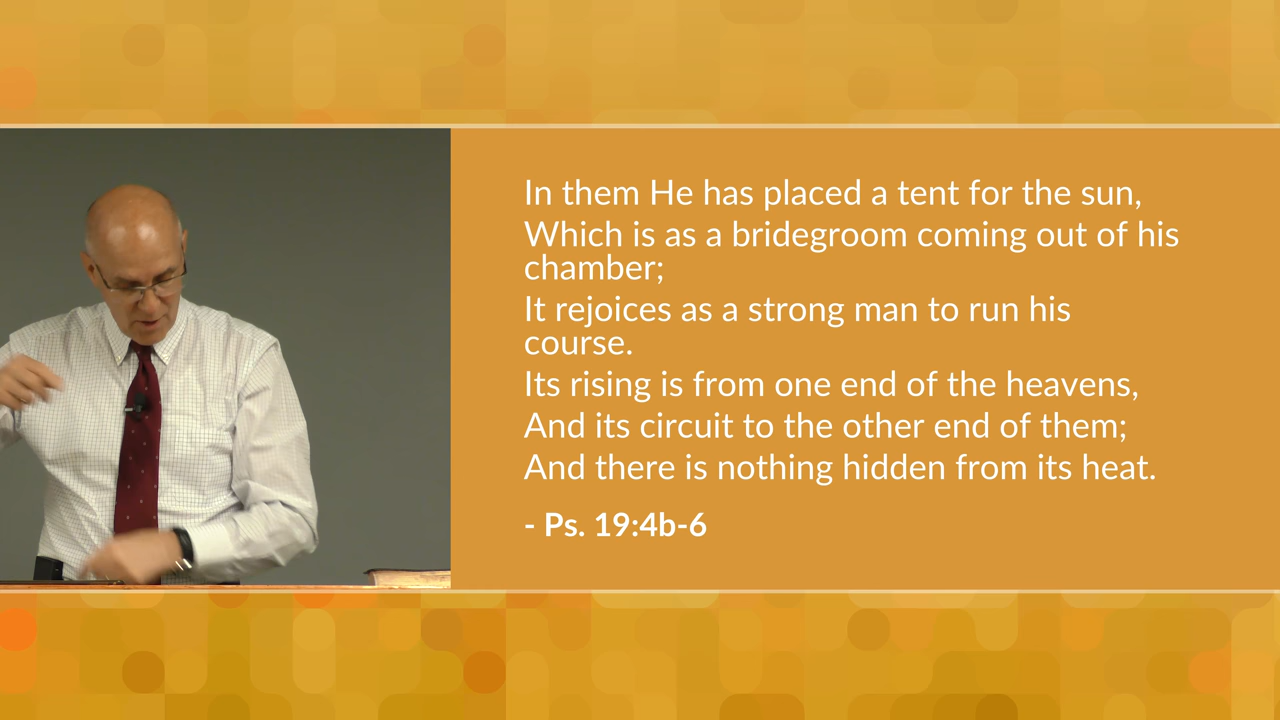 In them He has placed a tent for the sun,
Which is as a bridegroom coming out of his
chamber;
It rejoices as a strong man to run his
course.
Its rising is from one end of the heavens,
And its circuit to the other end of them;
And there is nothing hidden from its heat.
- Ps. 19:4b-6